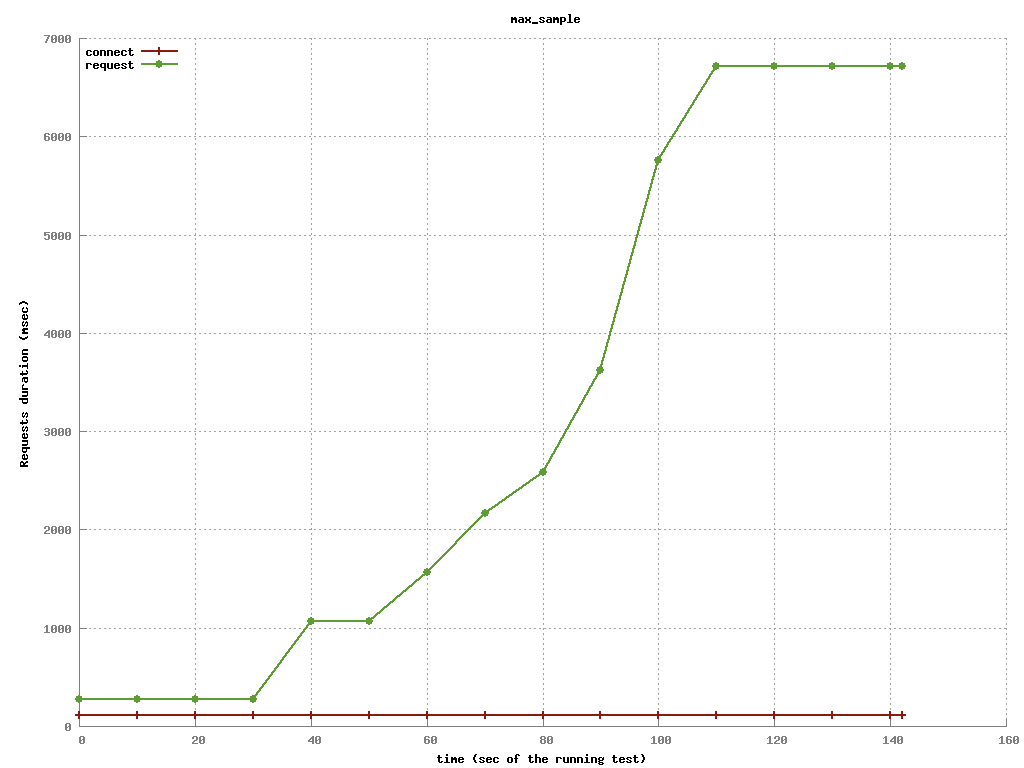 max_sample
connect
request
7000
6000
5000
4000
3000
2000
1000
0
Requests duration (msec)
0 20 40 60 80 100 120 140 160
time (sec of the running test)